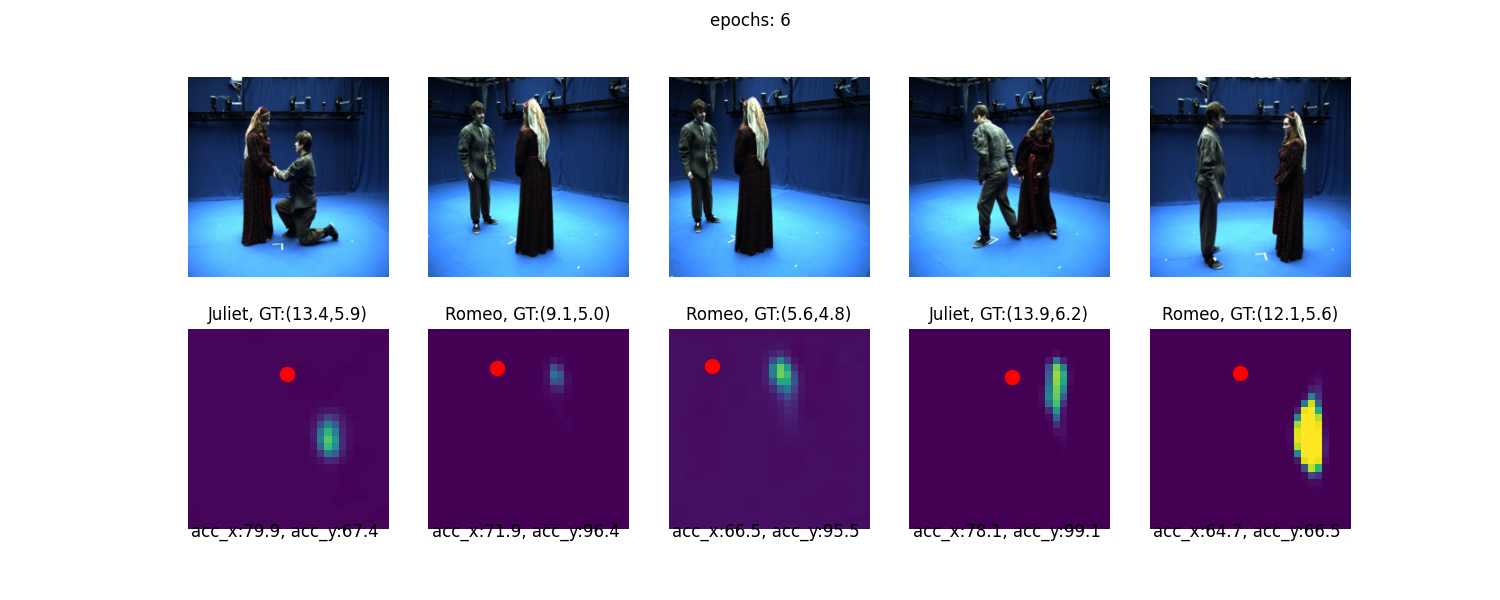 epochs: 6
Juliet, GT:(13.4,5.9)
Romeo, GT:(9.1,5.0)
Romeo, GT:(5.6,4.8)
Juliet, GT:(13.9,6.2)
Romeo, GT:(12.1,5.6)
acc_x:79.9, acc_y:67.4
acc_x:71.9, acc_y:96.4
acc_x:66.5, acc_y:95.5
acc_x:78.1, acc_y:99.1
acc_x:64.7, acc_y:66.5